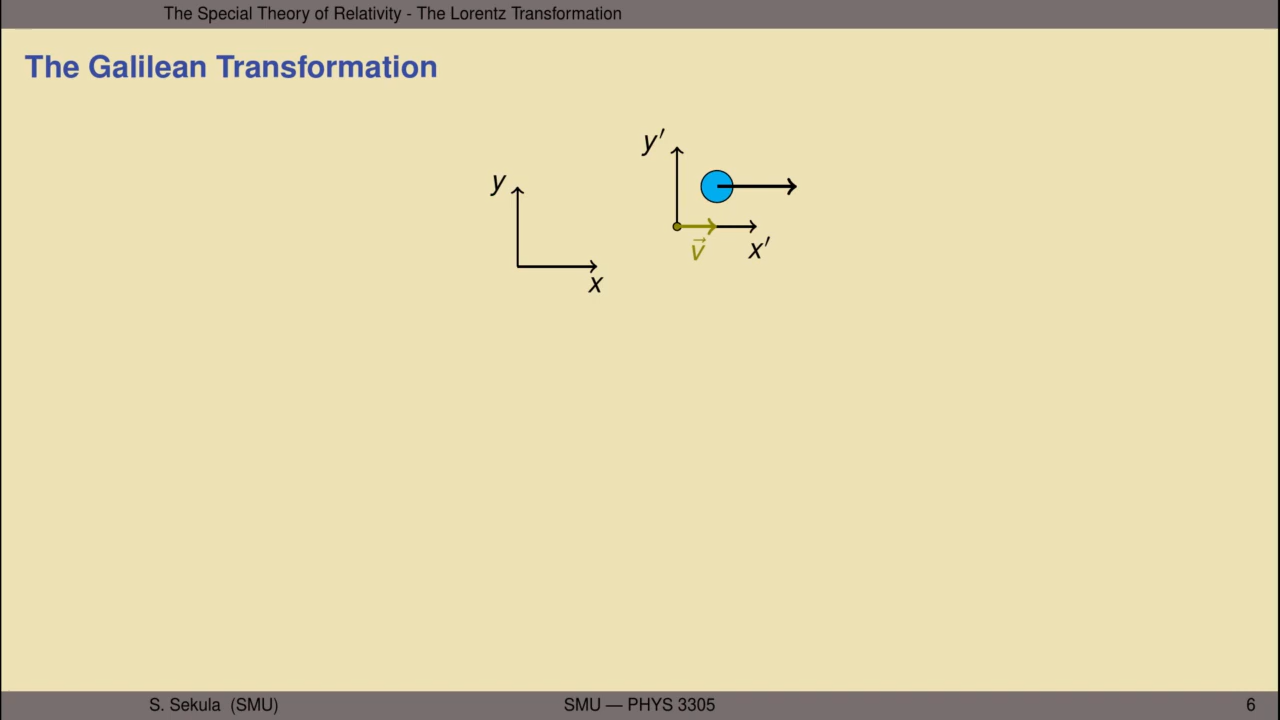 The Special Theory of Relativity - The Lorentz Transformation
The Galilean Transformation
y′
y
v⃗
x′
x
S. Sekula (SMU)
SMU — PHYS 3305
6